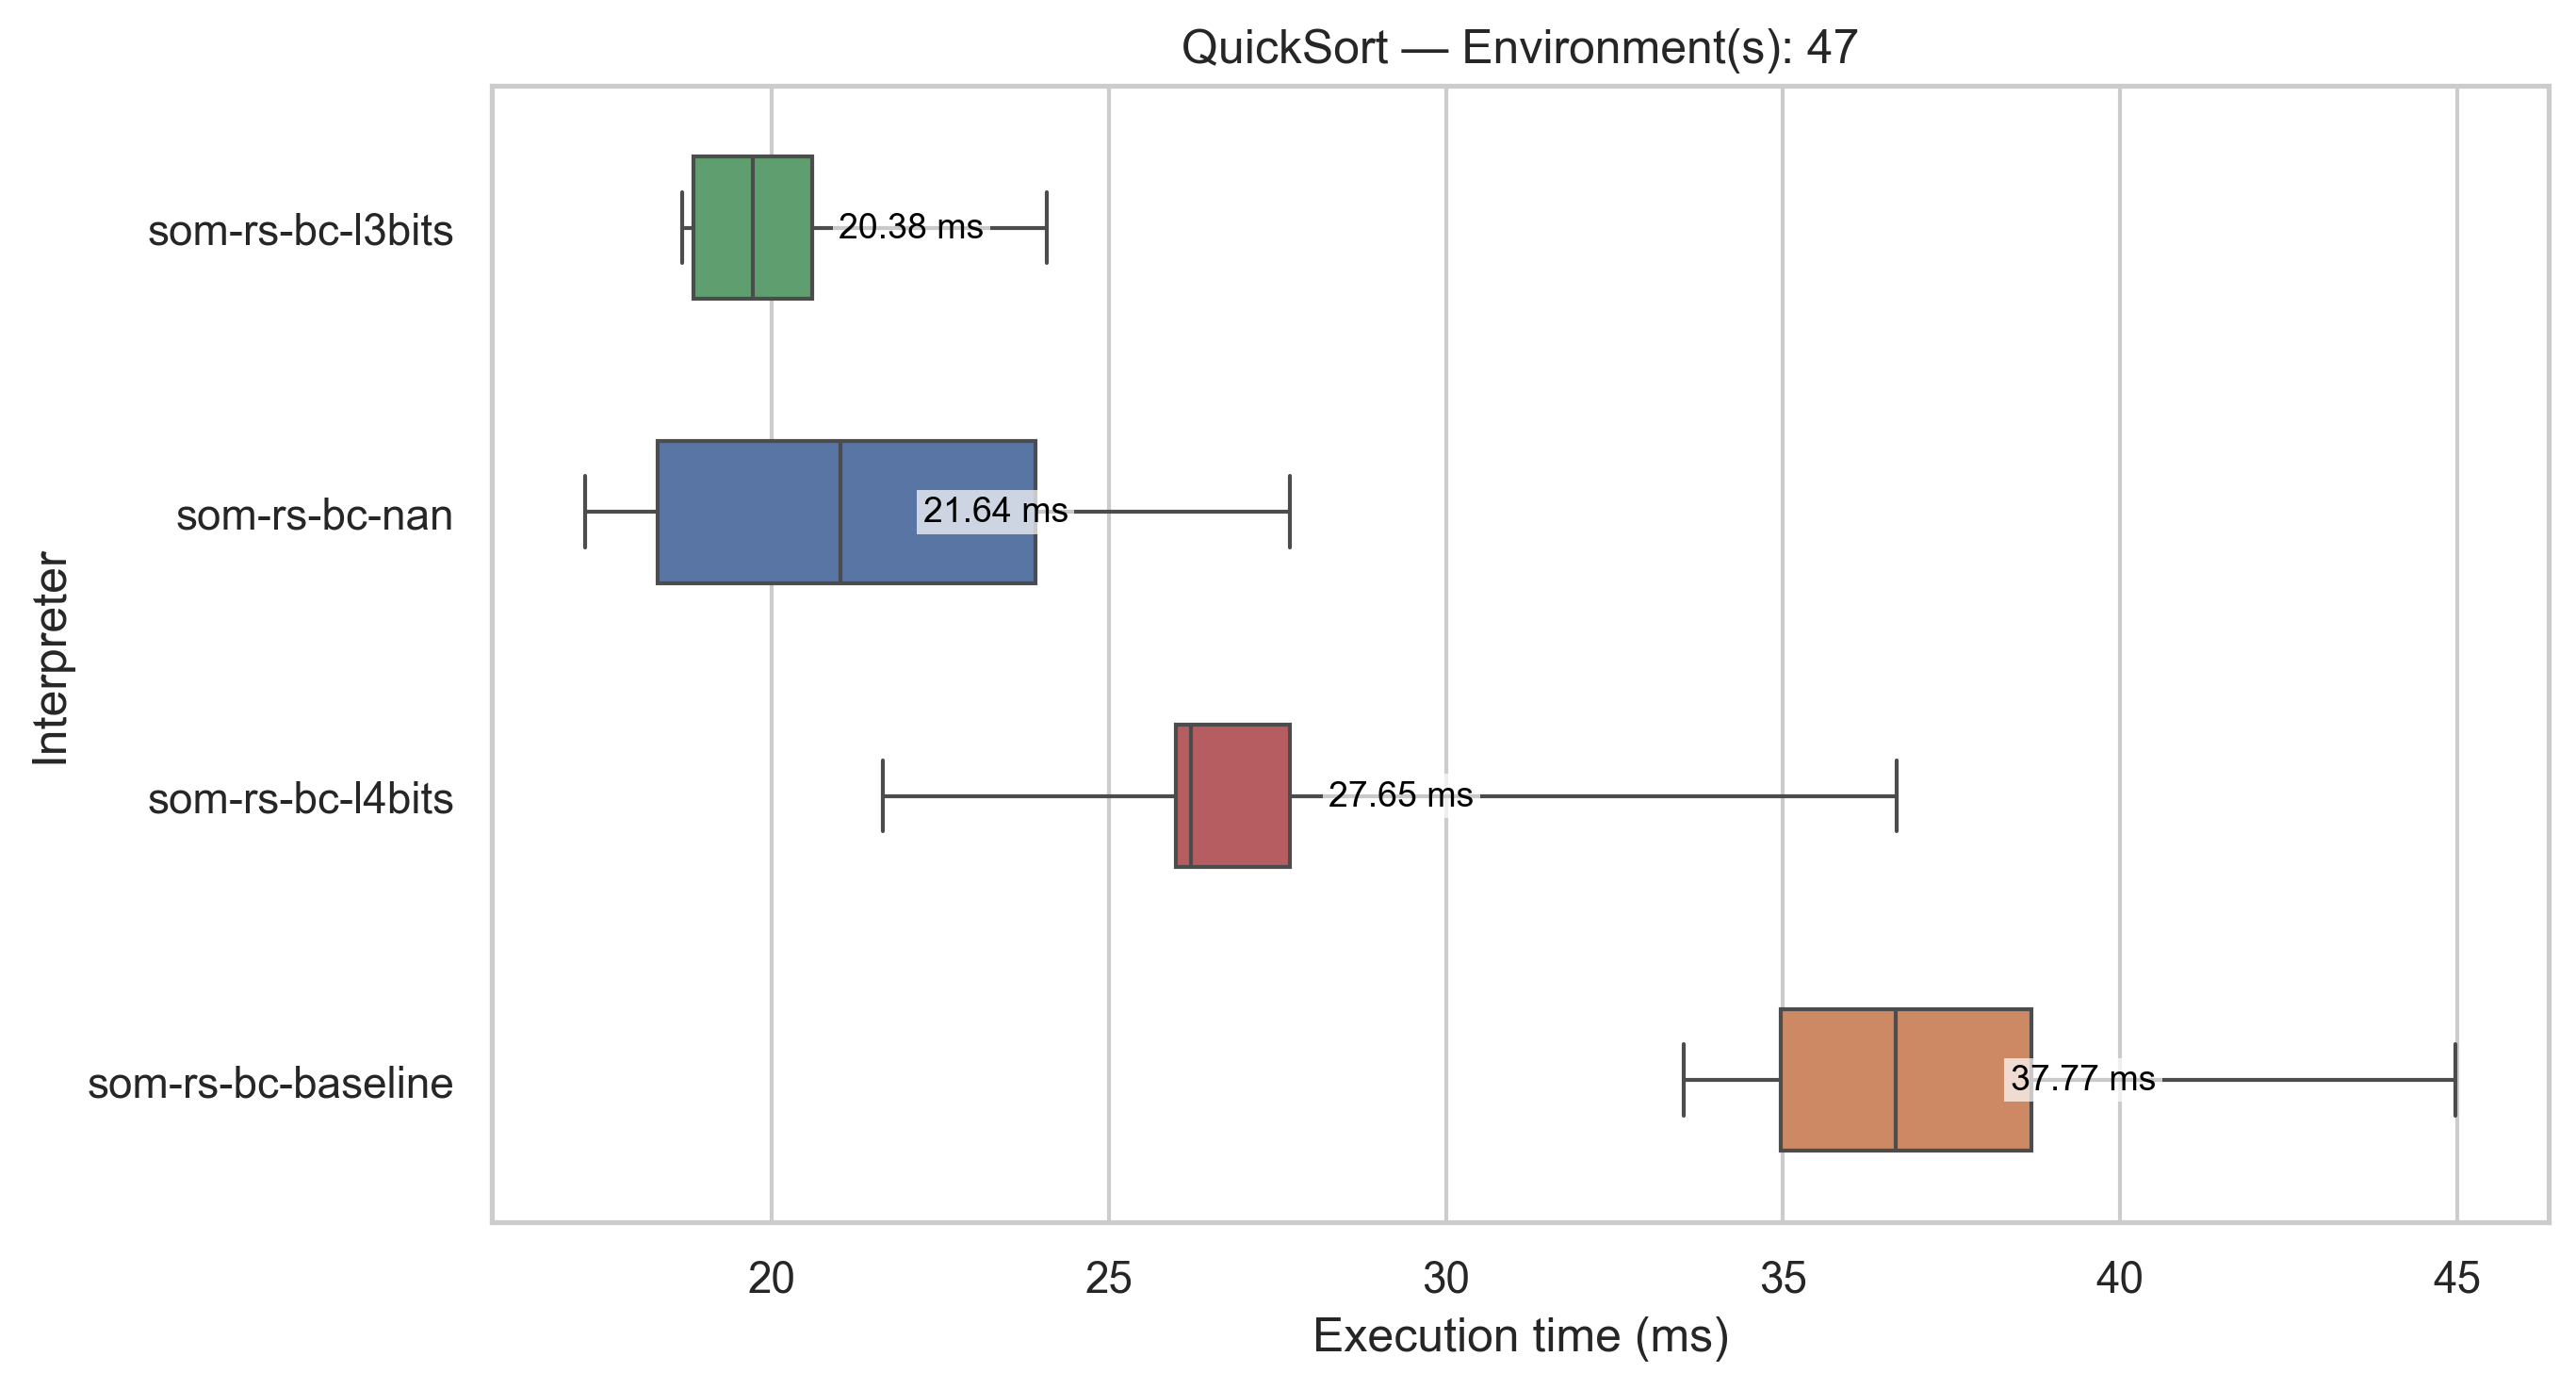 QuickSort — Environment(s): 47
som-rs-bc-l3bits
20.38 ms
som-rs-bc-nan
21.64 ms
som-rs-bc-l4bits
27.65 ms
som-rs-bc-baseline
37.77 ms
Interpreter
20 25 30 35 40 45
Execution time (ms)